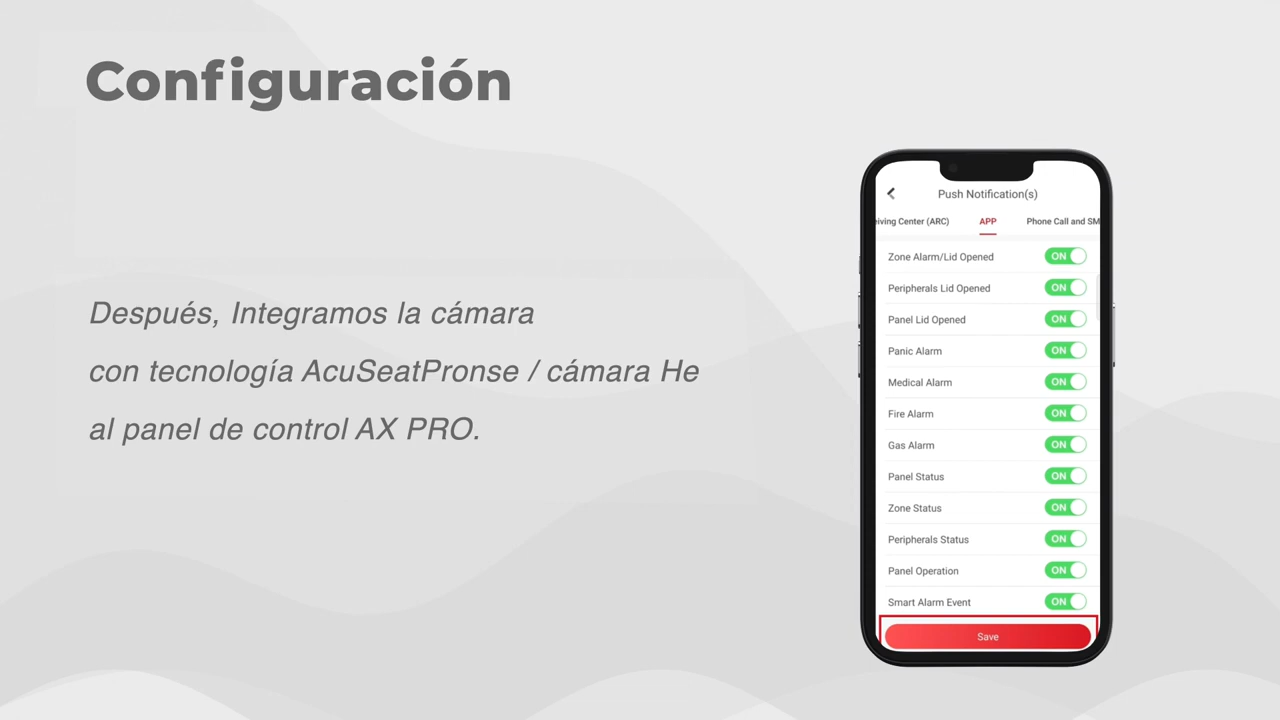 Configuración
Después, Integramos la cámara
con tecnología AcuSeatPronse / cámara He
al panel de control AX PRO.
Push Notification(s)
eiving Center (ARC) APP Phone Call and SM
Zone Alarm/Lid Opened ON
Peripherals Lid Opened ON
Panel Lid Opened ON
Panic Alarm ON
Medical Alarm ON
Fire Alarm ON
Gas Alarm ON
Panel Status ON
Zone Status ON
Peripherals Status ON
Panel Operation ON
Smart Alarm Event ON
Save